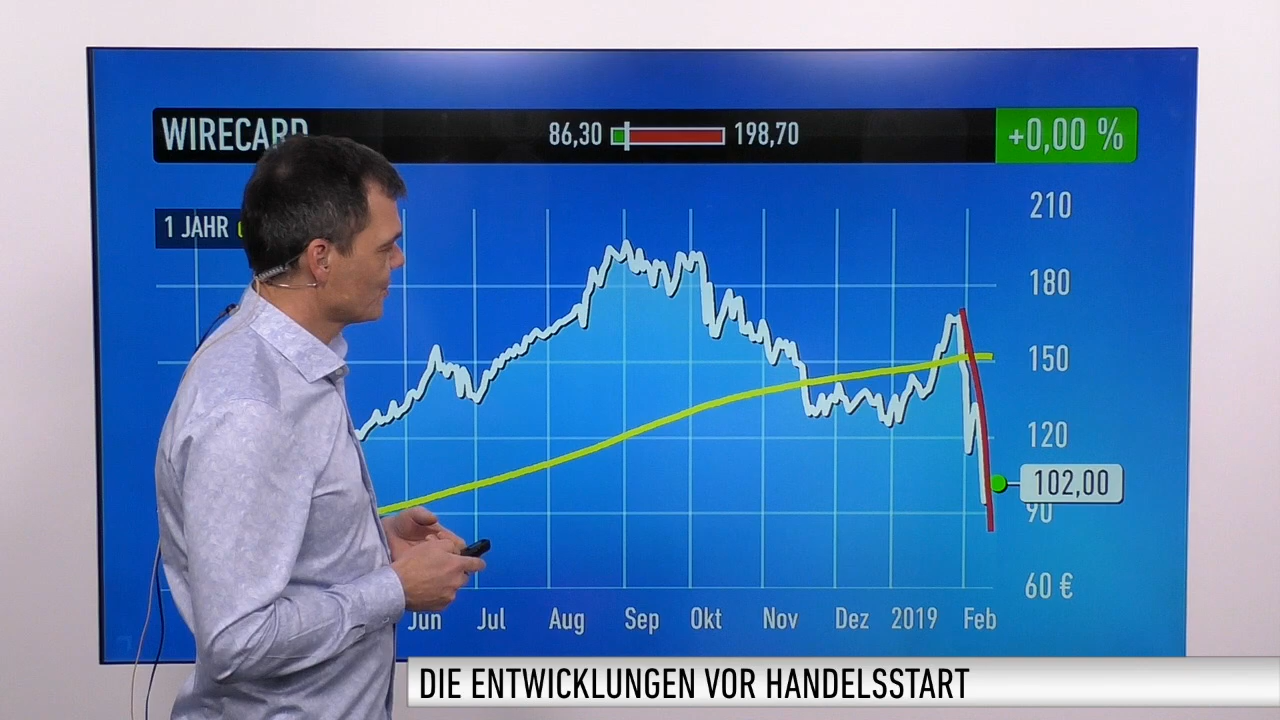 WIRECARD
86,30 198,70
+0,00 %
1 JAHR
210
180
150
120
102,00
90
60 €
Jun Jul Aug Sep Okt Nov Dez 2019 Feb
DIE ENTWICKLUNGEN VOR HANDELSSTART